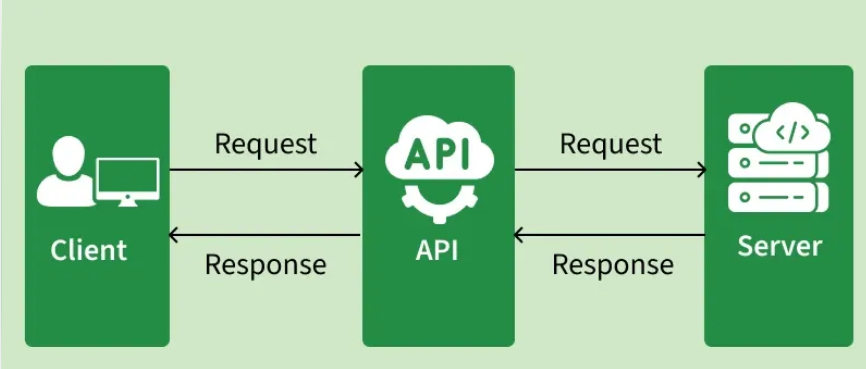 Request
Request
API
</>
Client
Response
API
Response
Server